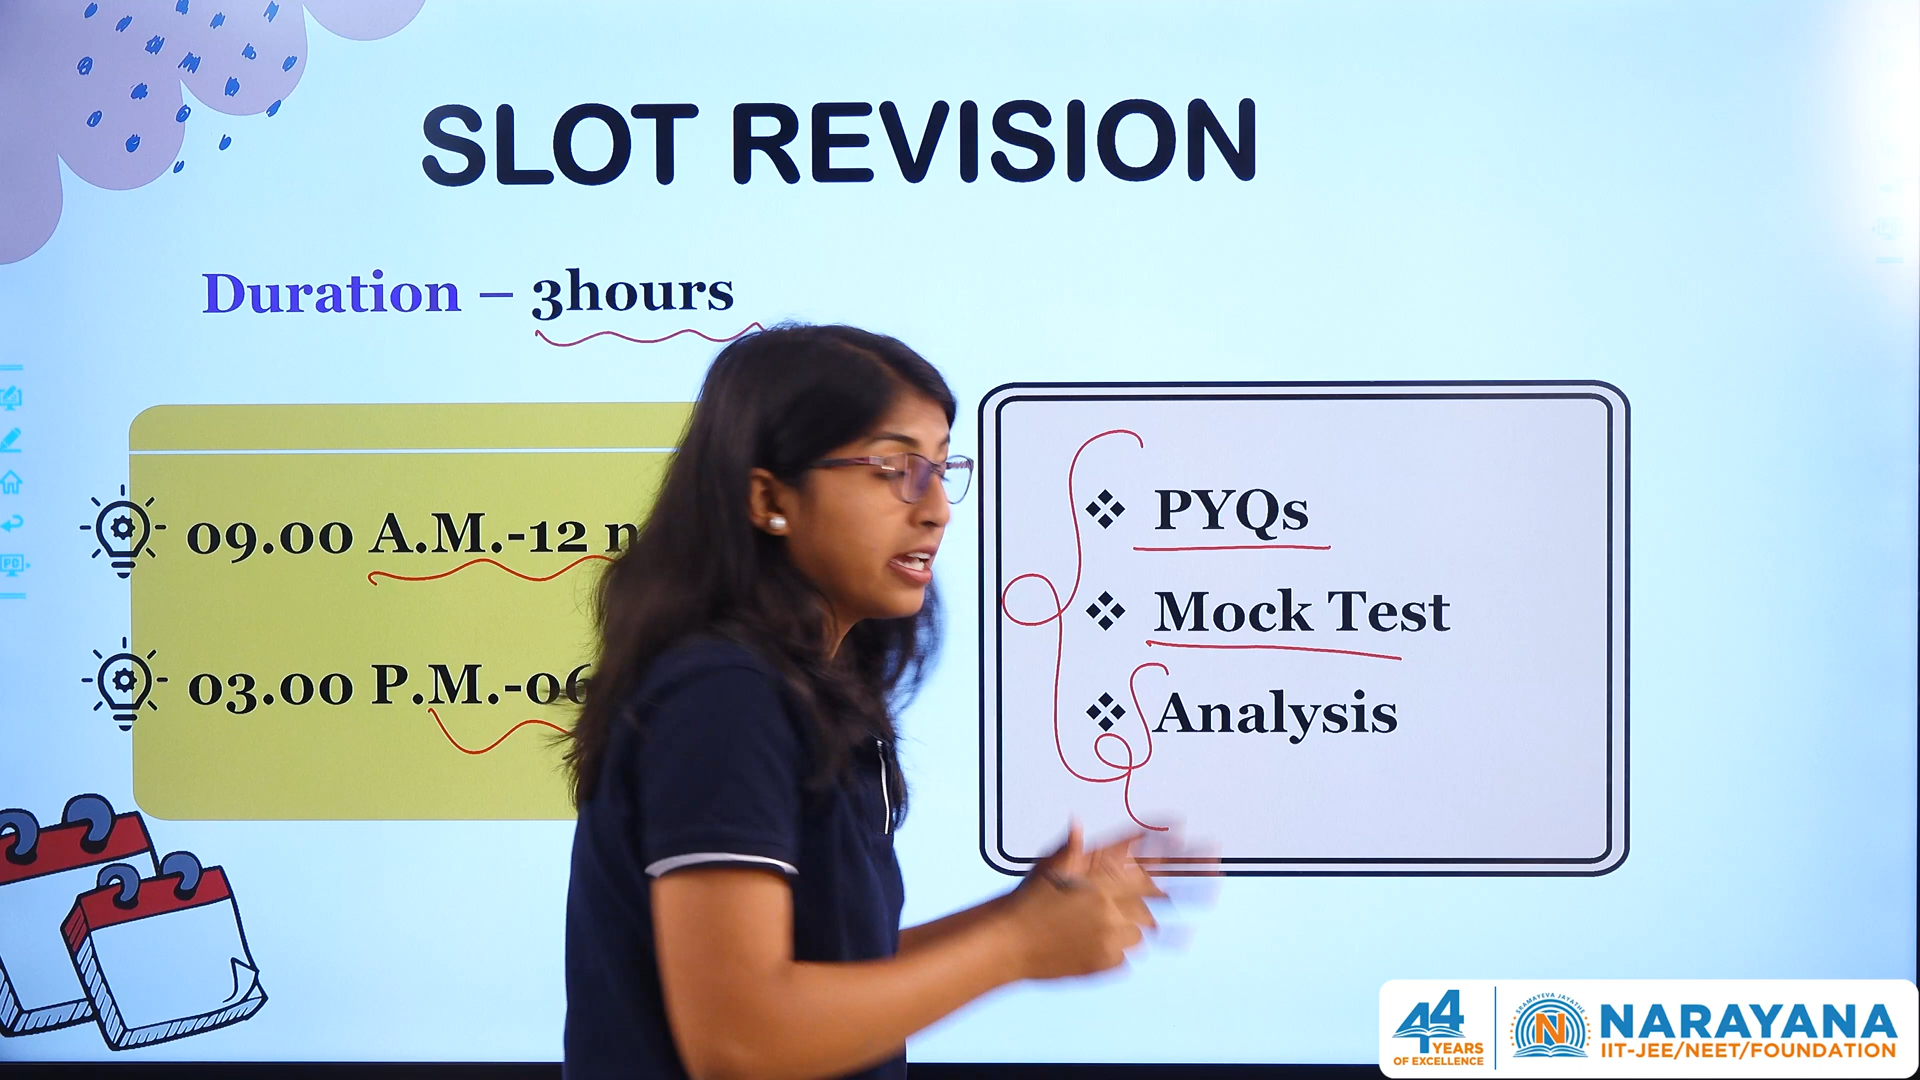 SLOT REVISION
Duration – 3hours
09.00 A.M.-12 n
03.00 P.M.-06
PYQs
Mock Test
Analysis
44
YEARS
OF EXCELLENCE
N
NARAYANA
IIT-JEE/NEET/FOUNDATION